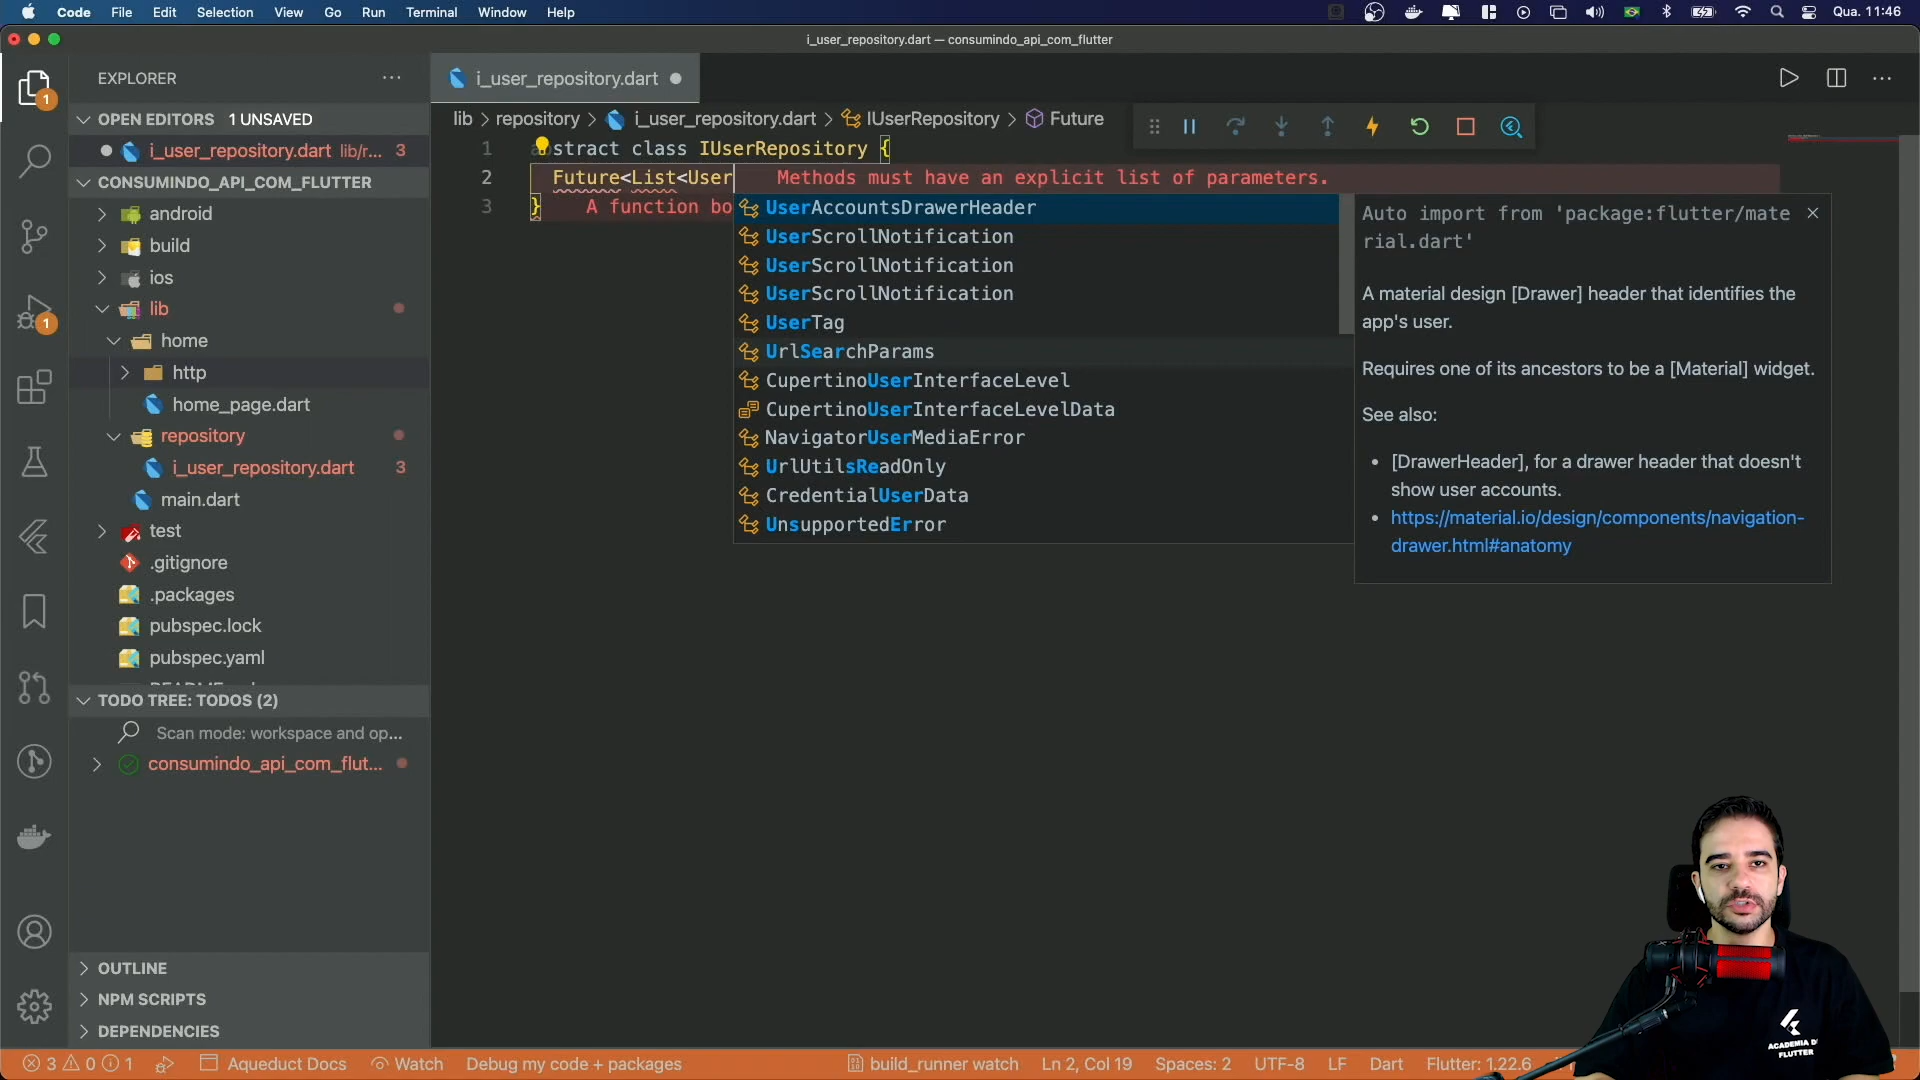 Code File Edit Selection View Go Run Terminal Window Help Qua. 11:46
i_user_repository.dart — consumindo_api_com_flutter
EXPLORER ...
i_user_repository.dart
OPEN EDITORS 1 UNSAVED
i_user_repository.dart lib/r... 3
CONSUMINDO_API_COM_FLUTTER
android
build
ios
lib
home
http
home_page.dart
repository
i_user_repository.dart 3
main.dart
test
.gitignore
.packages
pubspec.lock
pubspec.yaml
TODO TREE: TODOS (2)
Scan mode: workspace and op...
consumindo_api_com_flut...
OUTLINE
NPM SCRIPTS
DEPENDENCIES
1
1
lib > repository > i_user_repository.dart > IUserRepository > Future
1 stract class IUserRepository {
2 Future<List<User Methods must have an explicit list of parameters.
3 } A function bo
UserAccountsDrawerHeader
UserScrollNotification
UserScrollNotification
UserScrollNotification
UserTag
UrlSearchParams
CupertinoUserInterfaceLevel
CupertinoUserInterfaceLevelData
NavigatorUserMediaError
UrlUtilsReadOnly
CredentialUserData
UnsupportedError
Auto import from 'package:flutter/mate
rial.dart'
A material design [Drawer] header that identifies the
app's user.
Requires one of its ancestors to be a [Material] widget.
See also:
• [DrawerHeader], for a drawer header that doesn't
show user accounts.
• https://material.io/design/components/navigation-
drawer.html#anatomy
ACADEMIA D
FLUTTER
3 0 1 Aqueduct Docs Watch Debug my code + packages build_runner watch Ln 2, Col 19 Spaces: 2 UTF-8 LF Dart Flutter: 1.22.6